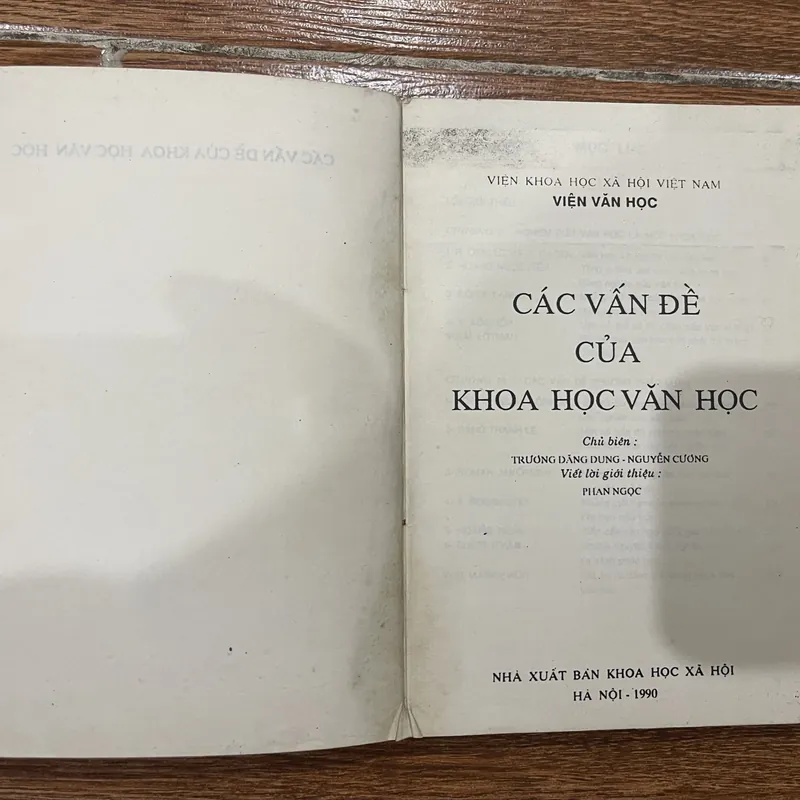 VIỆN KHOA HỌC XÃ HỘI VIỆT NAM
VIỆN VĂN HỌC
CÁC VẤN ĐỀ
CỦA
KHOA HỌC VĂN HỌC
Chủ biên :
TRƯƠNG ĐĂNG DUNG - NGUYỄN CƯƠNG
Viết lời giới thiệu :
PHAN NGỌC
NHÀ XUẤT BẢN KHOA HỌC XÃ HỘI
HÀ NỘI - 1990